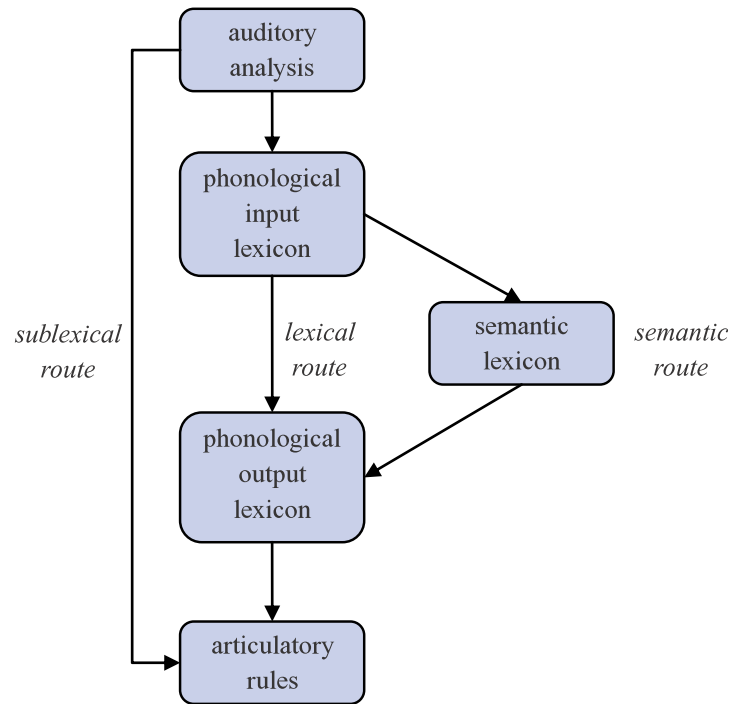 auditory
analysis
phonological
input
lexicon
sublexical
route
lexical
route
semantic
lexicon
semantic
route
phonological
output
lexicon
articulatory
rules